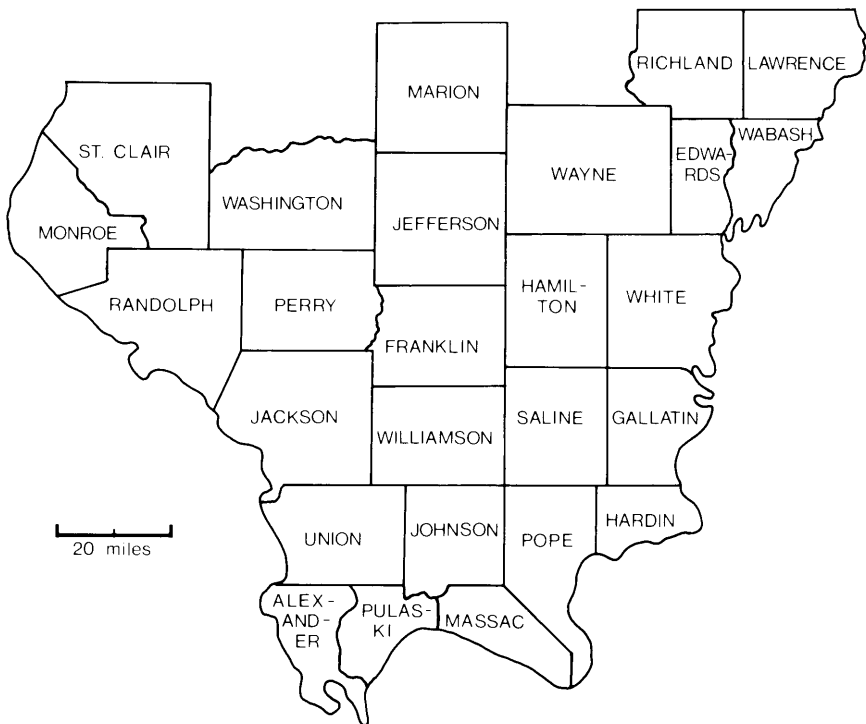 RICHLAND
LAWRENCE
MARION
ST. CLAIR
WAYNE
EDWA-
RDS
WABASH
WASHINGTON
MONROE
JEFFERSON
RANDOLPH
PERRY
HAMIL-
TON
WHITE
FRANKLIN
JACKSON
WILLIAMSON
SALINE
GALLATIN
UNION
JOHNSON
POPE
HARDIN
20 miles
ALEX-
AND-
ER
PULAS-
KI
MASSAC